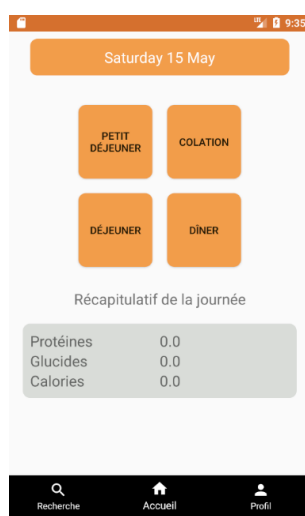 LTE 9:35
Saturday 15 May
PETIT
DÉJEUNER
COLATION
DÉJEUNER
DÎNER
Récapitulatif de la journée
Protéines 0.0
Glucides 0.0
Calories 0.0
Recherche
Accueil
Profil